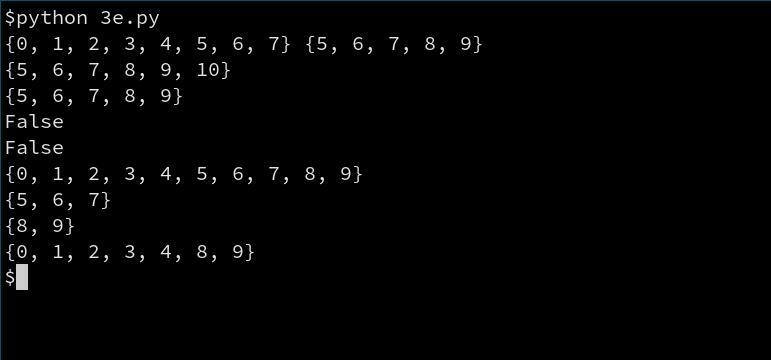 $python 3e.py
{0, 1, 2, 3, 4, 5, 6, 7} {5, 6, 7, 8, 9}
{5, 6, 7, 8, 9, 10}
{5, 6, 7, 8, 9}
False
False
{0, 1, 2, 3, 4, 5, 6, 7, 8, 9}
{5, 6, 7}
{8, 9}
{0, 1, 2, 3, 4, 8, 9}
$